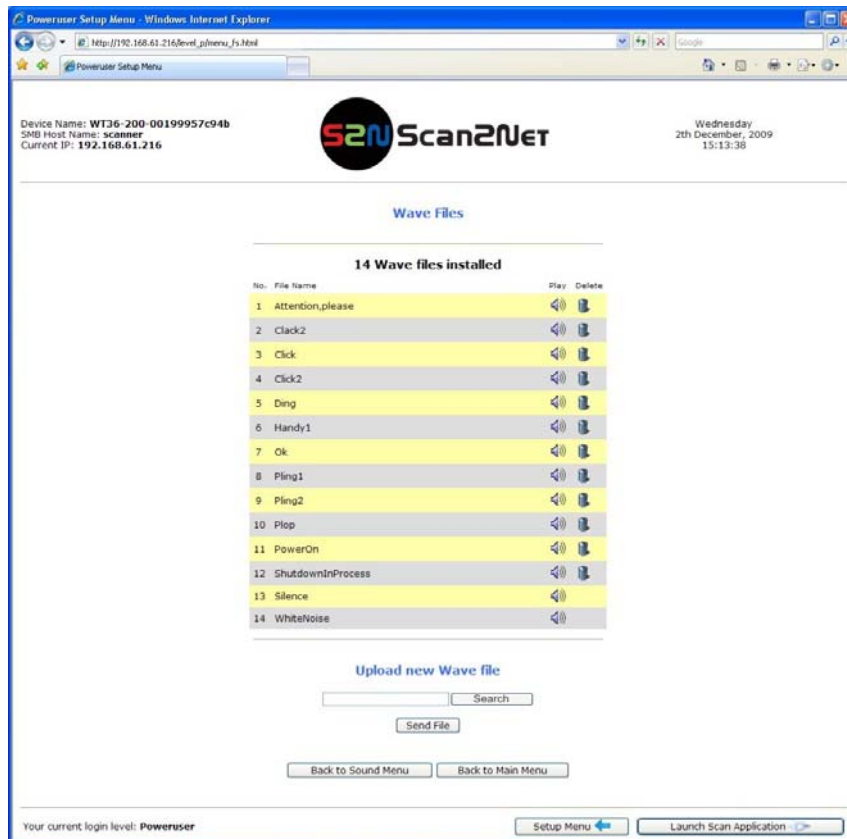 Poweruser Setup Menu - Windows Internet Explorer
http://192.168.61.216/level_p/menu_fs.html
Google
Poweruser Setup Menu
Device Name: WT36-200-00199957c94b
SMB Host Name: scanner
Current IP: 192.168.61.216
S2N Scan2Net
Wednesday
2th December, 2009
15:13:38
Wave Files
14 Wave files installed
No. File Name Play Delete
1 Attention,please
2 Clack2
3 Click
4 Click2
5 Ding
6 Handy1
7 Ok
8 Pling1
9 Pling2
10 Plop
11 PowerOn
12 ShutdownInProcess
13 Silence
14 WhiteNoise
Upload new Wave file
Search
Send File
Back to Sound Menu Back to Main Menu
Your current login level: Poweruser Setup Menu Launch Scan Application